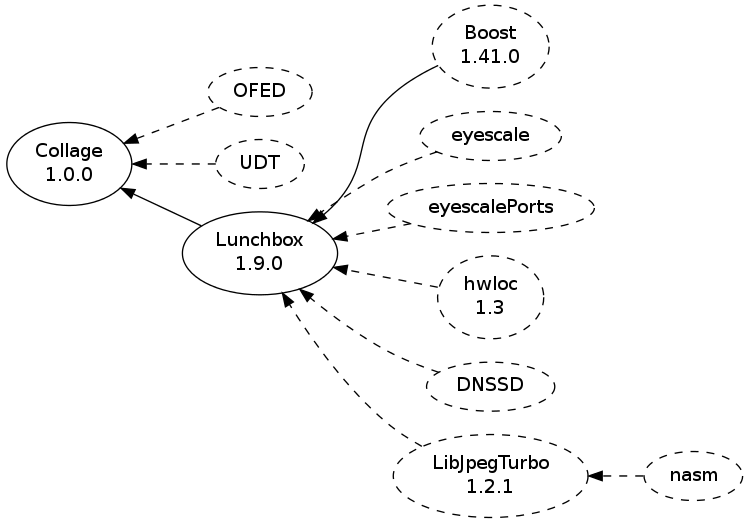 Boost
1.41.0
OFED
eyescale
Collage
1.0.0
UDT
eyescalePorts
Lunchbox
1.9.0
hwloc
1.3
DNSSD
LibJpegTurbo
1.2.1
nasm